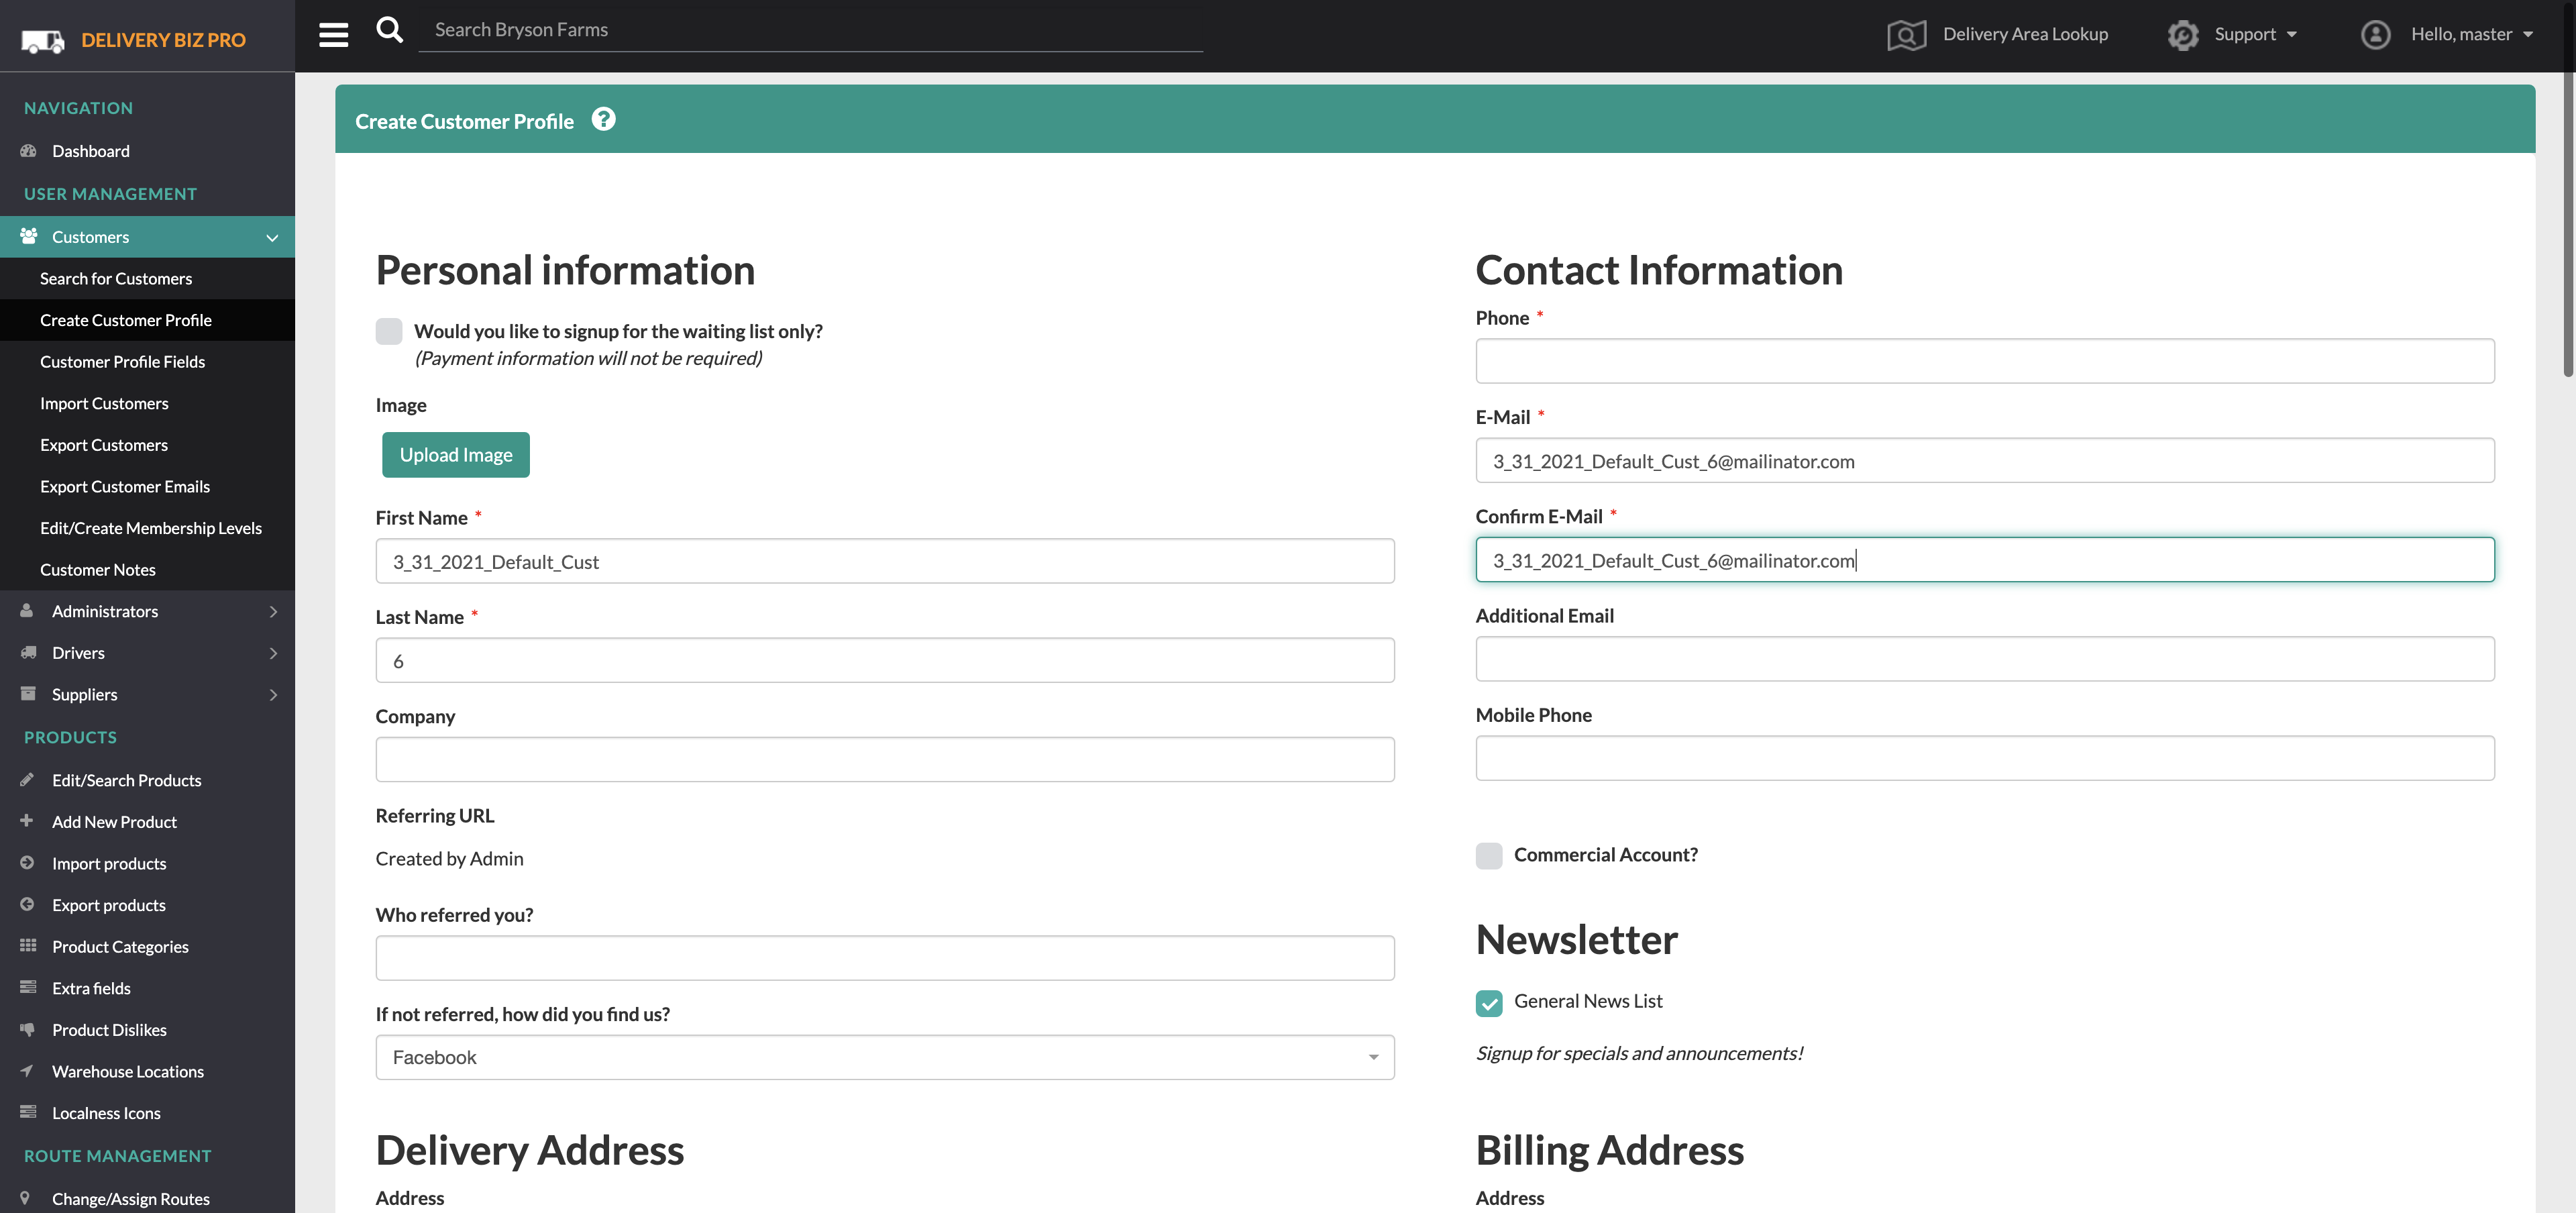 DELIVERY BIZ PRO
Search Bryson Farms
Delivery Area Lookup
Support
Hello, master
NAVIGATION
Dashboard
USER MANAGEMENT
Customers
Search for Customers
Create Customer Profile
Customer Profile Fields
Import Customers
Export Customers
Export Customer Emails
Edit/Create Membership Levels
Customer Notes
Administrators
Drivers
Suppliers
PRODUCTS
Edit/Search Products
Add New Product
Import products
Export products
Product Categories
Extra fields
Product Dislikes
Warehouse Locations
Localness Icons
ROUTE MANAGEMENT
Change/Assign Routes
Create Customer Profile ?
Personal information
Would you like to signup for the waiting list only?
(Payment information will not be required)
Image
Upload Image
First Name *
3_31_2021_Default_Cust
Last Name *
6
Company
Referring URL
Created by Admin
Who referred you?
If not referred, how did you find us?
Facebook
Delivery Address
Address
Contact Information
Phone *
E-Mail *
3_31_2021_Default_Cust_6@mailinator.com
Confirm E-Mail *
3_31_2021_Default_Cust_6@mailinator.com
Additional Email
Mobile Phone
Commercial Account?
Newsletter
General News List
Signup for specials and announcements!
Billing Address
Address